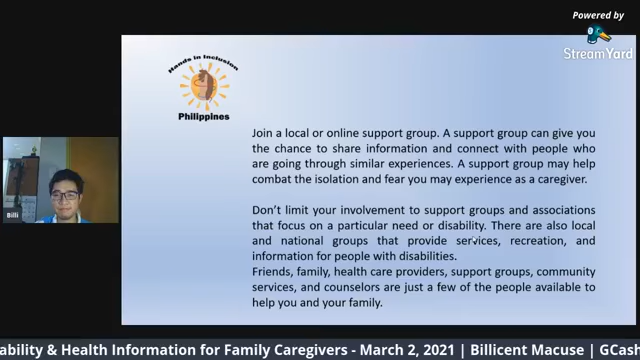 Powered by
StreamYard
Hands in Inclusion
Philippines
Join a local or online support group. A support group can give you
the chance to share information and connect with people who
are going through similar experiences. A support group may help
combat the isolation and fear you may experience as a caregiver.
Don't limit your involvement to support groups and associations
that focus on a particular need or disability. There are also local
and national groups that provide services, recreation, and
information for people with disabilities.
Friends, family, health care providers, support groups, community
services, and counselors are just a few of the people available to
help you and your family.
Billi
ability & Health Information for Family Caregivers - March 2, 2021 | Billicent Macuse | GCash